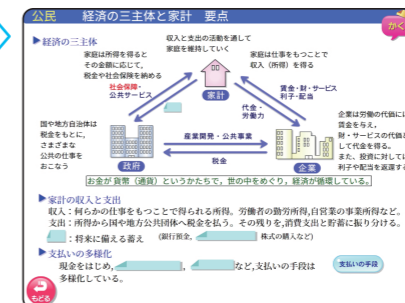 公民 経済の三主体と家計 要点
▶経済の三主体
収入と支出の活動を通して
家庭を維持していく
家庭は所得を得ると
その金額に応じて,
税金や社会保険を納める
家庭は仕事をもつことで
収入（所得）を得る
社会保障・
公共サービス
家計
賃金・財・サービス
利子・配当
代金・
労働力
国や地方自治体は
税金をもとに,
さまざまな
公共の仕事を
おこなう
企業は労働の代価に
賃金を与え,
財・サービスの代価
して代金を得る。
また, 投資に対して
利子や配当を返還する
産業開発・公共事業
税金
政府
企業
お金が 貨幣（通貨）というかたちで，世の中をめぐり，経済が循環している。
▶家計の収入と支出
収入：何らかの仕事をもつことで得られる所得。労働者の勤労所得,自営業の事業所得など。
支出：所得から国や地方公共団体へ税金を払う。その残りを,消費支出と貯蓄に振り分ける。
：将来に備える蓄え （銀行預金, 株式の購入など）
▶支払いの多様化
現金をはじめ, , など,支払いの手段は
多様化している。
支払いの手段
もどる